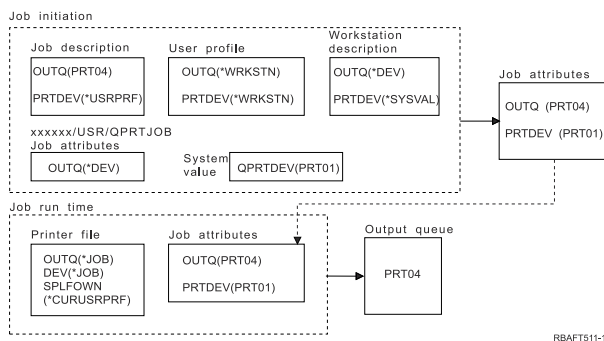 Job initiation
Job description
OUTQ(PRT04)
PRTDEV(*USRPRF)
User profile
OUTQ(*WRKSTN)
PRTDEV(*WRKSTN)
Workstation
description
OUTQ(*DEV)
PRTDEV(*SYSVAL)
Job attributes
OUTQ (PRT04)
PRTDEV (PRT01)
xxxxxx/USR/QPRTJOB
Job attributes
OUTQ(*DEV)
System
value
QPRTDEV(PRT01)
Job run time
Printer file
OUTQ(*JOB)
DEV(*JOB)
SPLFOWN
(*CURUSRPRF)
Job attributes
OUTQ(PRT04)
PRTDEV(PRT01)
Output queue
PRT04
RBAFT511-1